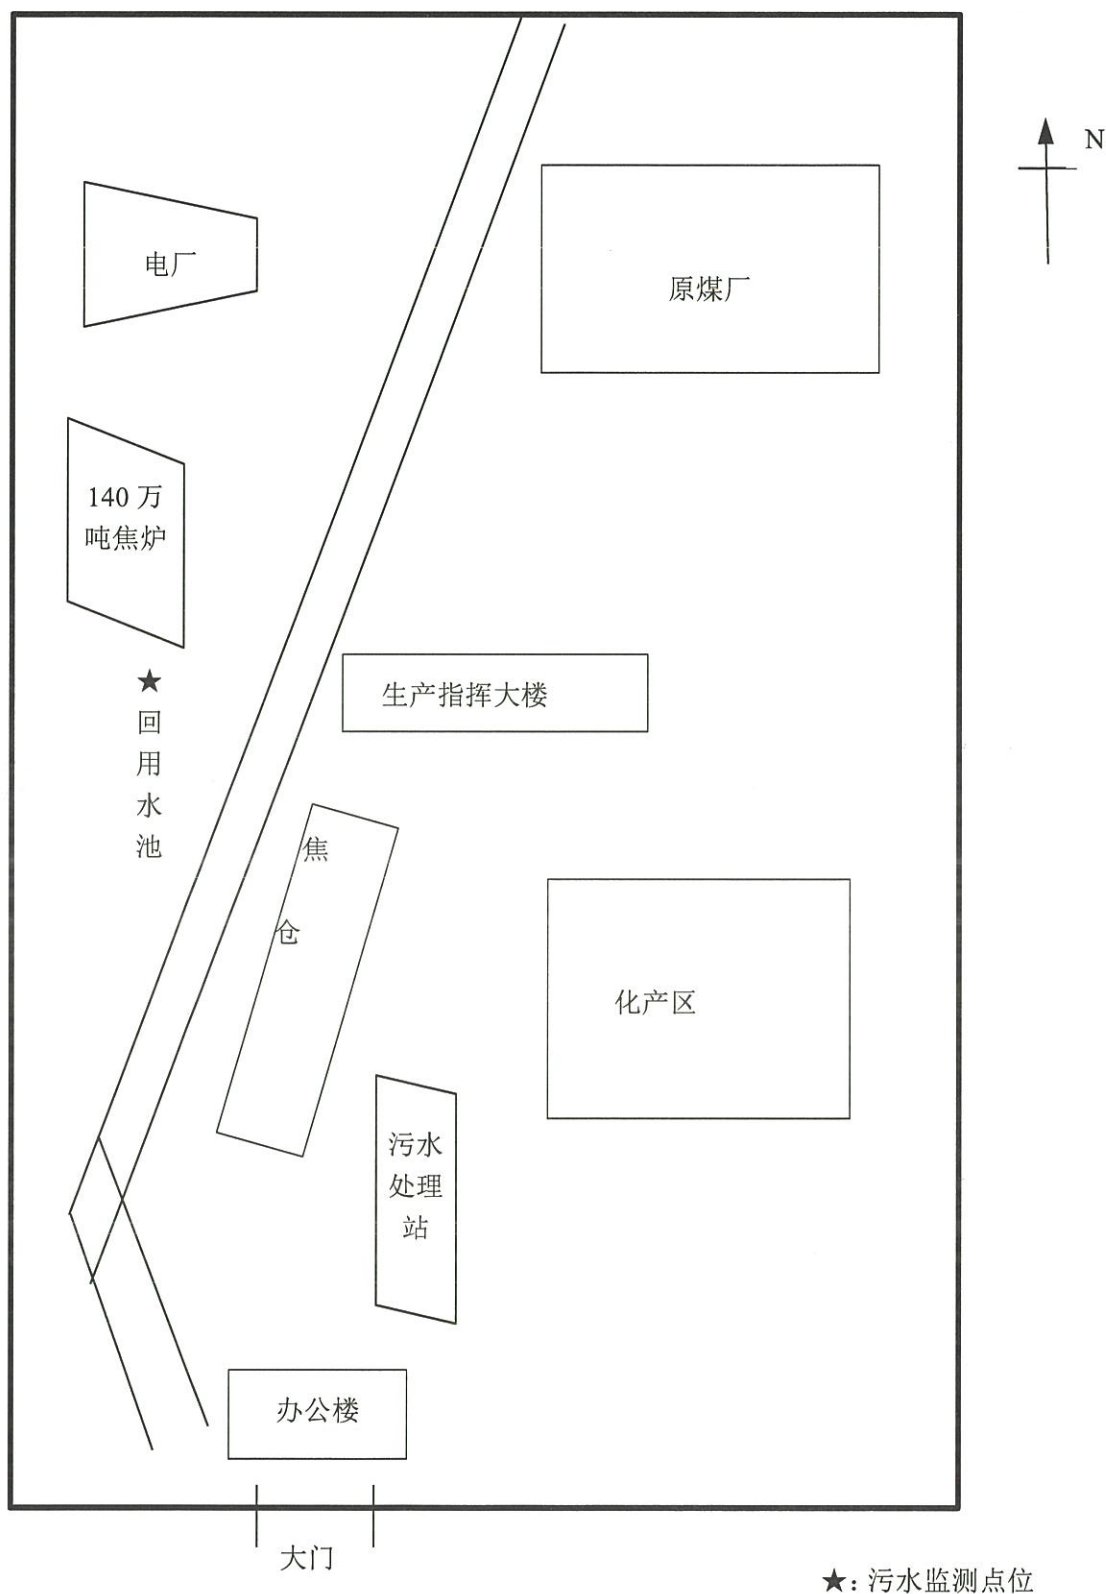 N
电厂
原煤厂
140 万
吨焦炉
生产指挥大楼
★
回
用
水
池
焦
仓
化产区
污水
处理
站
办公楼
大门
★: 污水监测点位